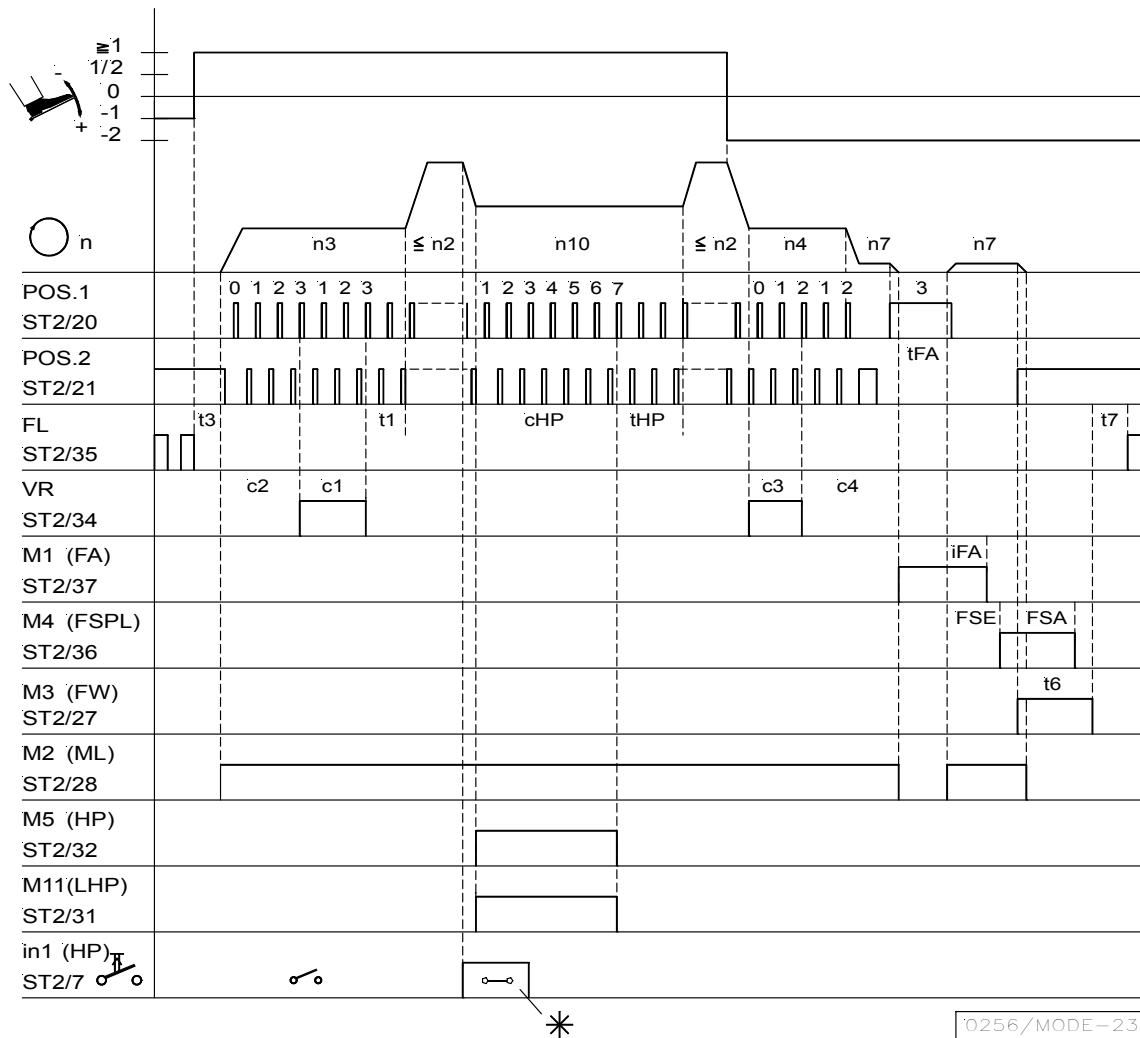 ≧1
1/2
0
-1
-2
-
+
n
n3 ≦ n2 n10 ≦ n2 n4 n7 n7
POS.1
ST2/20
0 1 2 3 1 2 3 1 2 3 4 5 6 7 0 1 2 1 2 3
POS.2
ST2/21
tFA
FL
ST2/35
t3 t1 cHP tHP t7
VR
ST2/34
c2 c1 c3 c4
M1 (FA)
ST2/37
iFA
M4 (FSPL)
ST2/36
FSE FSA
M3 (FW)
ST2/27
t6
M2 (ML)
ST2/28
M5 (HP)
ST2/32
M11(LHP)
ST2/31
in1 (HP)
ST2/7
0256/MODE-23